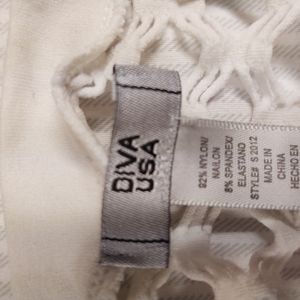 DIVA
USA
92% NYLON/
NAILON
8% SPANDEX/
ELASTANO
STYLE# S 2012
MADE IN
CHINA
HECHO EN